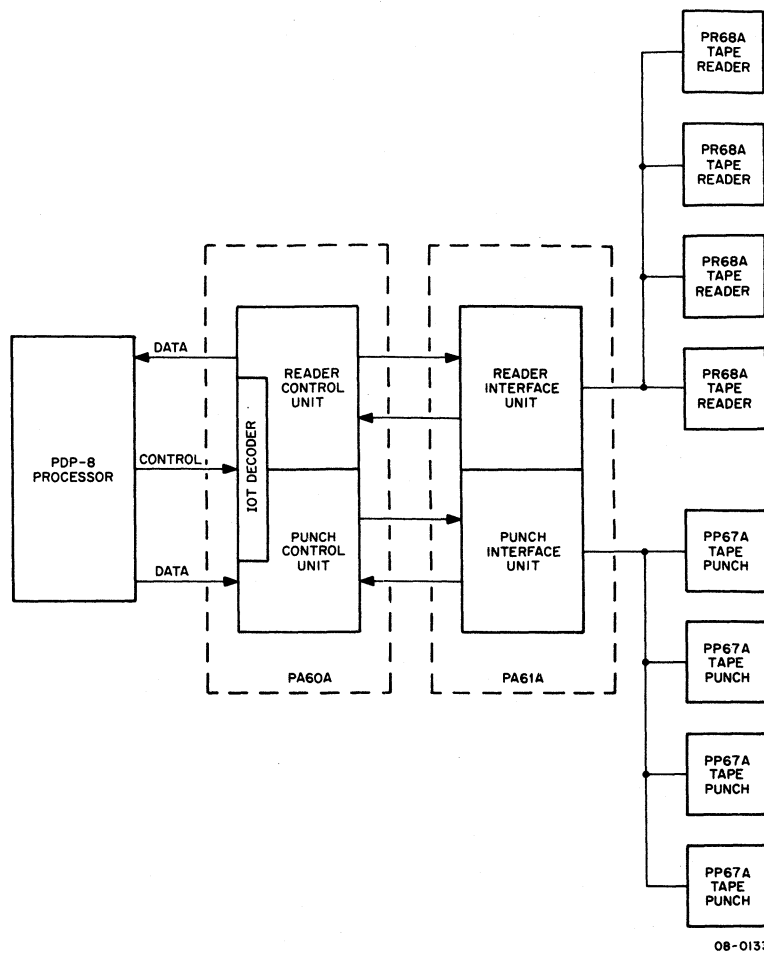 PR68A
TAPE
READER
PR68A
TAPE
READER
PR68A
TAPE
READER
PR68A
TAPE
READER
DATA
READER
CONTROL
UNIT
READER
INTERFACE
UNIT
PDP-8
PROCESSOR
CONTROL
IOT DECODER
PUNCH
CONTROL
UNIT
PUNCH
INTERFACE
UNIT
DATA
PA60A
PA61A
PP67A
TAPE
PUNCH
PP67A
TAPE
PUNCH
PP67A
TAPE
PUNCH
PP67A
TAPE
PUNCH
08-0133